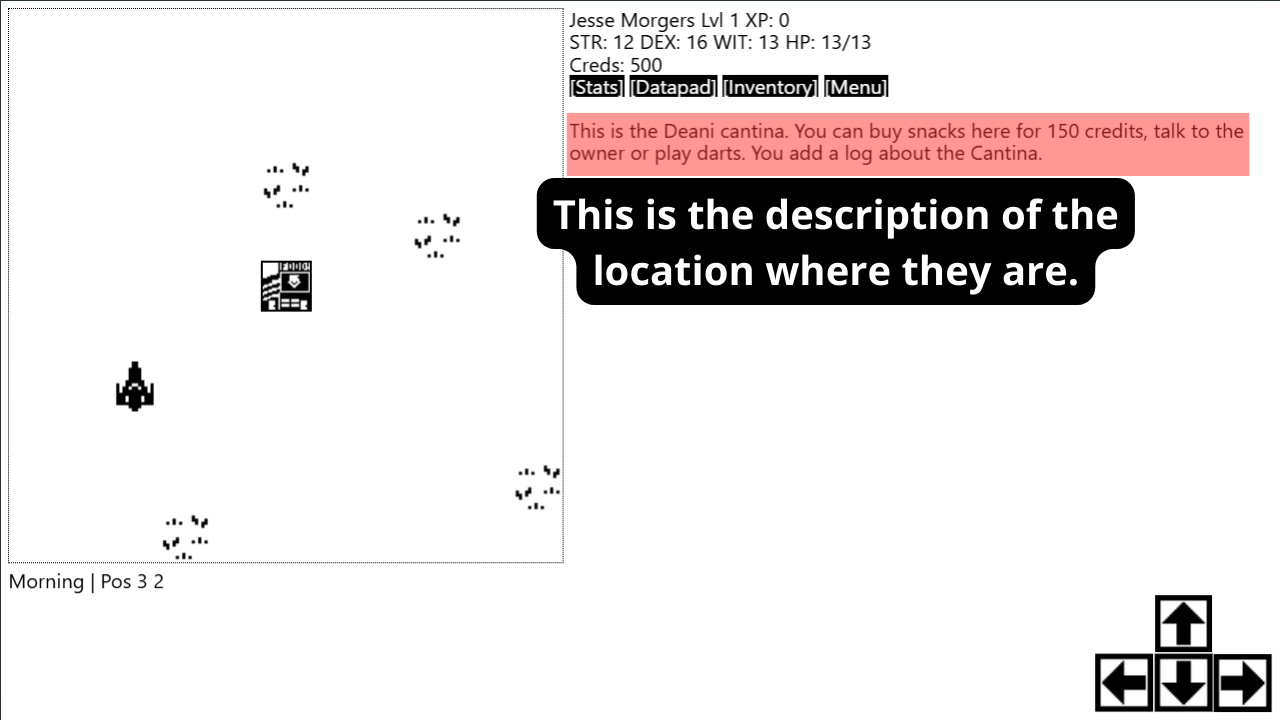 Jesse Morgers Lvl 1 XP: 0
STR: 12 DEX: 16 WIT: 13 HP: 13/13
Creds: 500
[Stats] [Datapad] [Inventory] [Menu]
This is the Deani cantina. You can buy snacks here for 150 credits, talk to the
owner or play darts. You add a log about the Cantina.
This is the description of the
location where they are.
FOOD!
Morning | Pos 3 2